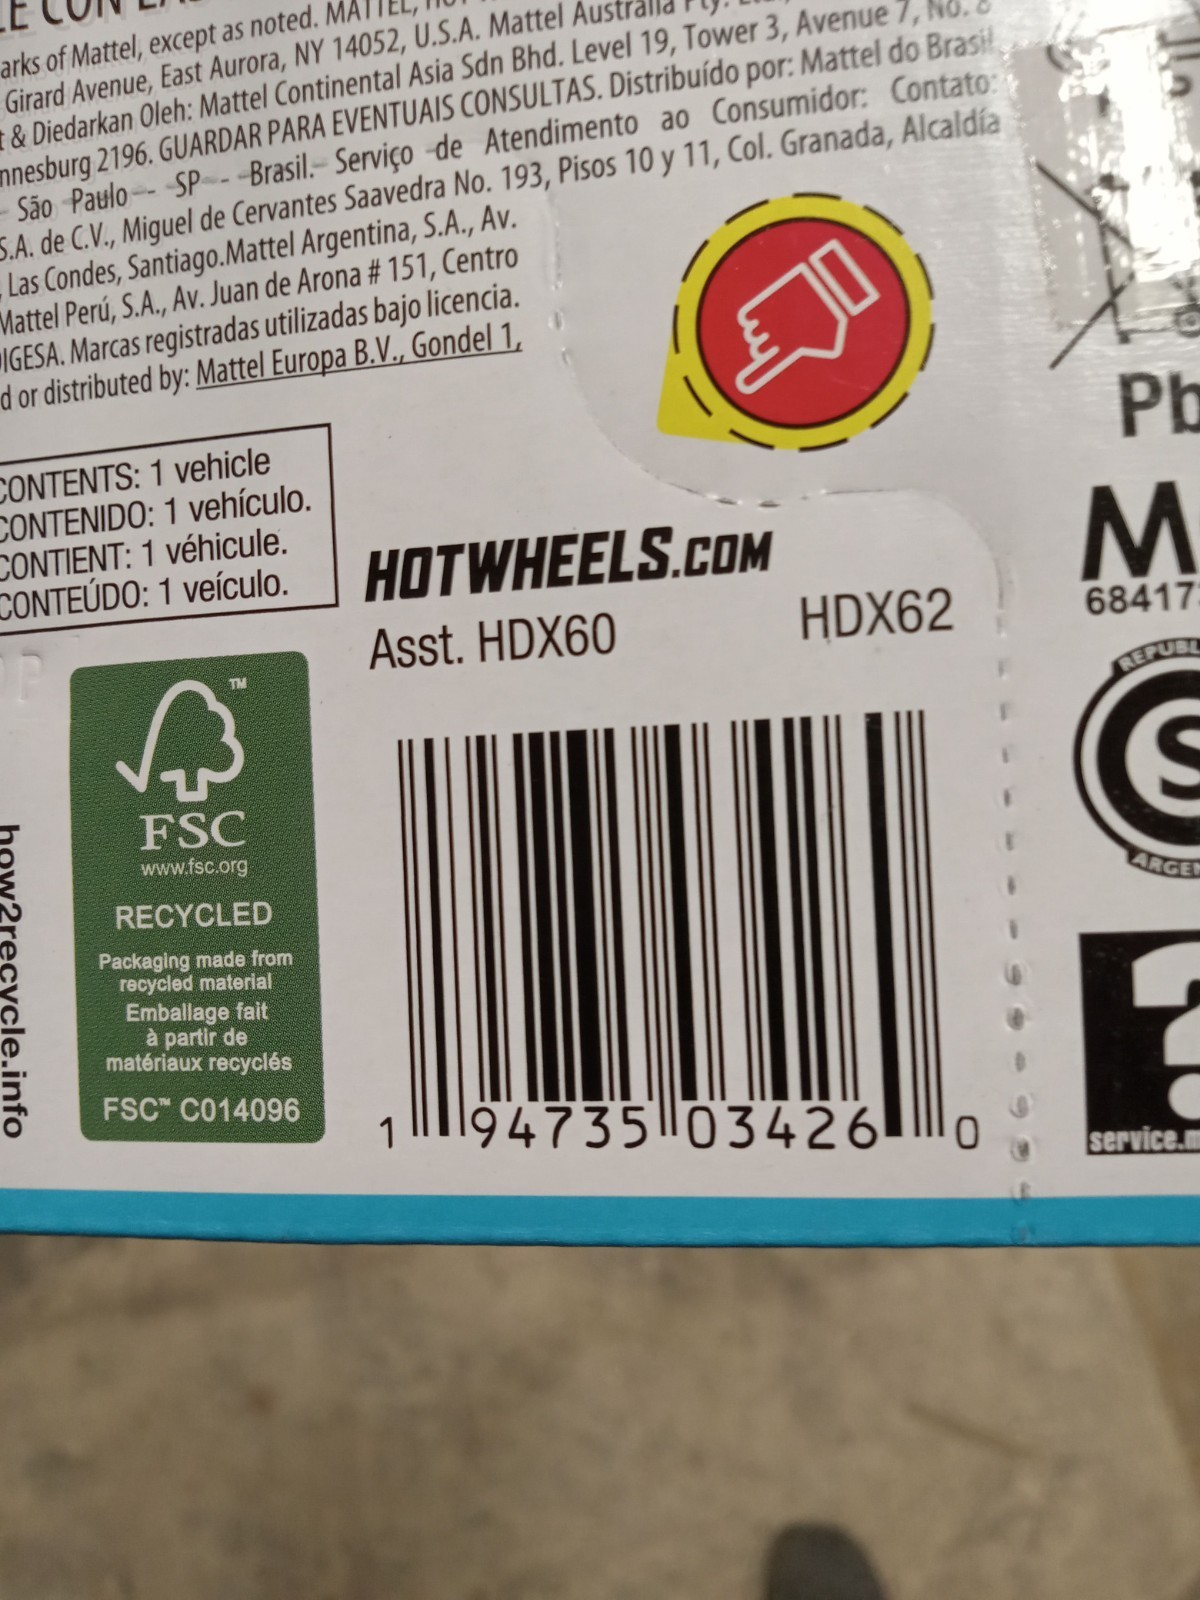 LE CON
arks of Mattel, except as noted. MATTEL,
Girard Avenue, East Aurora, NY 14052, U.S.A. Mattel Australia Pty.
t & Diedarkan Oleh: Mattel Continental Asia Sdn Bhd. Level 19, Tower 3, Avenue 7, No. 8
nnesburg 2196. GUARDAR PARA EVENTUAIS CONSULTAS. Distribuído por: Mattel do Brasil
- São Paulo - SP - Brasil. Serviço de Atendimento ao Consumidor: Contato:
S.A. de C.V., Miguel de Cervantes Saavedra No. 193, Pisos 10 y 11, Col. Granada, Alcaldía
, Las Condes, Santiago.Mattel Argentina, S.A., Av.
Mattel Perú, S.A., Av. Juan de Arona # 151, Centro
DIGESA. Marcas registradas utilizadas bajo licencia.
d or distributed by: Mattel Europa B.V., Gondel 1,
CONTENTS: 1 vehicle
CONTENIDO: 1 vehículo.
CONTIENT: 1 véhicule.
CONTEÚDO: 1 veículo.
HOTWHEELS.COM
Asst. HDX60
HDX62
Pb
M
68417
REPUBL
S
ARGEN
TM
FSC
www.fsc.org
RECYCLED
Packaging made from
recycled material
Emballage fait
à partir de
matériaux recyclés
FSC™ C014096
how2recycle.info
1 94735 03426 0
?
service.m